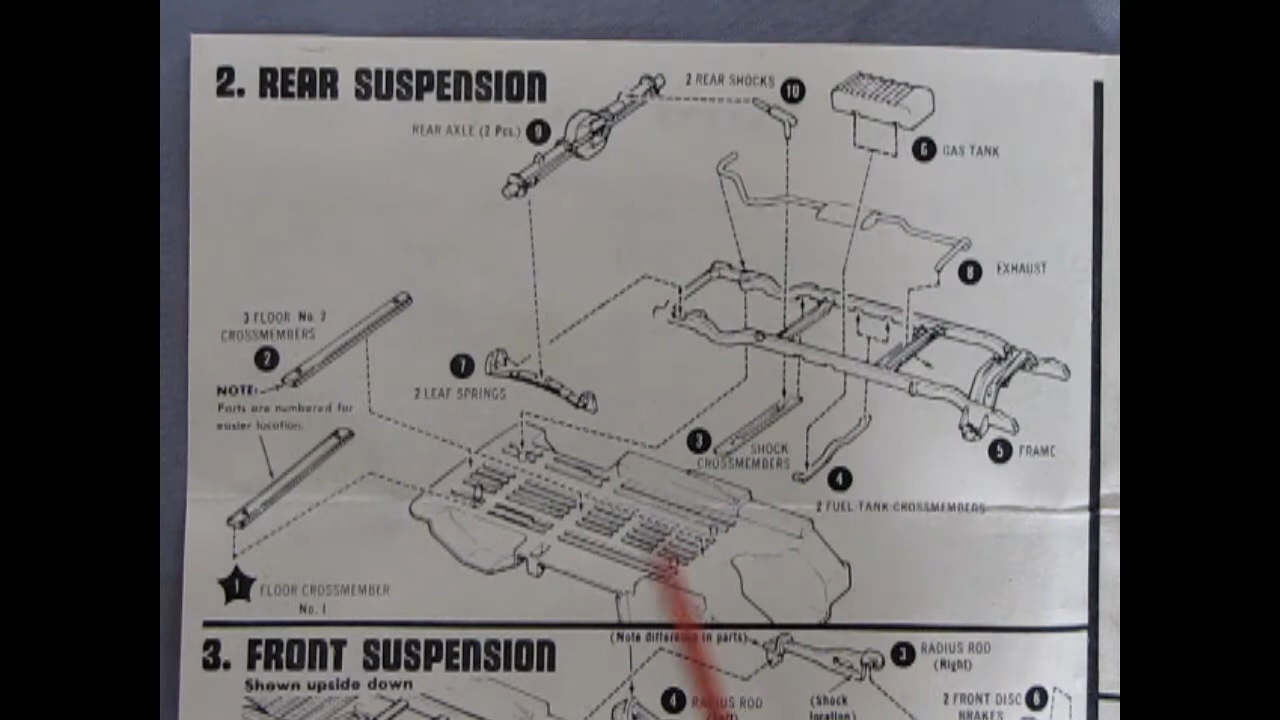 2. REAR SUSPENSION
REAR AXLE (2 Pcs.) 9
2 REAR SHOCKS 10
6 GAS TANK
8 EXHAUST
3 FLOOR No. 2
CROSSMEMBERS
2
NOTE:
Parts are numbered for
easier location.
7
2 LEAF SPRINGS
3 SHOCK
CROSSMEMBERS
4
2 FUEL TANK CROSSMEMBERS
5 FRAME
1 FLOOR CROSSMEMBER
No. 1
3. FRONT SUSPENSION
Shown upside down
(Note difference in parts)
3 RADIUS ROD
(Right)
4 RADIUS ROD
(Shock
location)
2 FRONT DISC
BRAKES